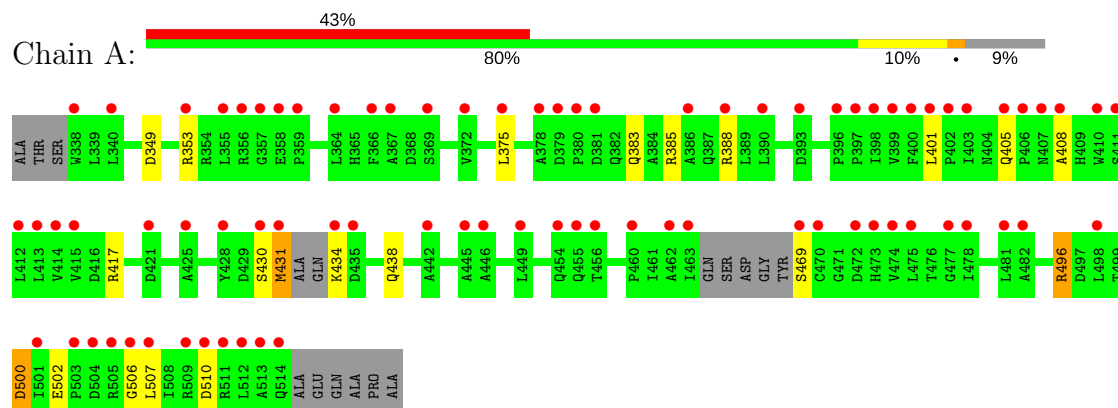 43%
Chain A:
80% 10% • 9%
ALA THR SER W338 L339 L340 D349 R353 R354 L355 R356 G357 E358 P359 L364 H365 F366 A367 D368 S369 V372 L375 A378 D379 P380 D381 Q382 Q383 A384 R385 A386 Q387 R388 L389 L390 D393 P396 P397 I398 V399 F400 L401 P402 I403 N404 Q405 P406 N407 A408 H409 W410 S411
L412 L413 V414 V415 D416 R417 D421 A425 Y428 D429 S430 M431 ALA GLN K434 D435 Q438 A442 A445 A446 L449 Q454 Q455 T456 P460 I461 A462 I463 GLN SER ASP GLY TYR S469 C470 G471 D472 H473 V474 L475 T476 G477 I478 L481 A482 R496 D497 L498 T499
D500 I501 E502 P503 D504 R505 G506 L507 I508 R509 D510 R511 L512 A513 Q514 ALA GLU GLN ALA PRO ALA